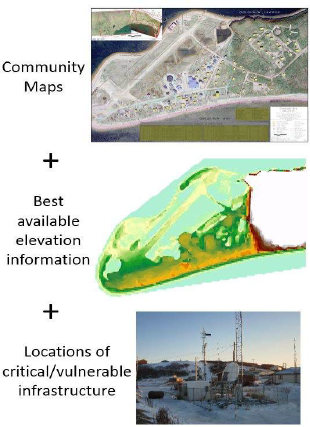 Community
Maps
+
Best
available
elevation
information
+
Locations of
critical/vulnerable
infrastructure